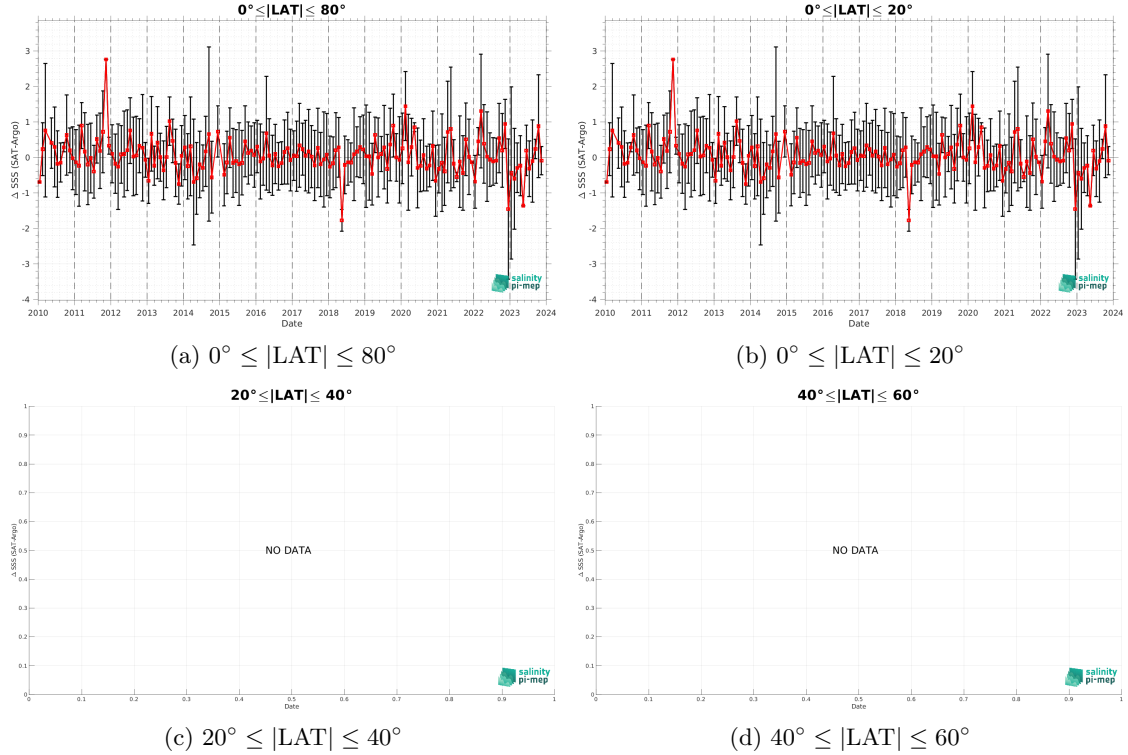 0°≤|LAT|≤ 80°
Δ SSS (SAT-Argo)
3
2
1
0
-1
-2
-3
-4
2010 2011 2012 2013 2014 2015 2016 2017 2018 2019 2020 2021 2022 2023 2024
Date
salinity
pi-mep
(a) 0° ≤ |LAT| ≤ 80°
0°≤|LAT|≤ 20°
Δ SSS (SAT-Argo)
3
2
1
0
-1
-2
-3
-4
2010 2011 2012 2013 2014 2015 2016 2017 2018 2019 2020 2021 2022 2023 2024
Date
salinity
pi-mep
(b) 0° ≤ |LAT| ≤ 20°
20°≤|LAT|≤ 40°
Δ SSS (SAT-Argo)
1
0.9
0.8
0.7
0.6
0.5
0.4
0.3
0.2
0.1
0
NO DATA
0 0.1 0.2 0.3 0.4 0.5 0.6 0.7 0.8 0.9 1
Date
salinity
pi-mep
(c) 20° ≤ |LAT| ≤ 40°
40°≤|LAT|≤ 60°
Δ SSS (SAT-Argo)
1
0.9
0.8
0.7
0.6
0.5
0.4
0.3
0.2
0.1
0
NO DATA
0 0.1 0.2 0.3 0.4 0.5 0.6 0.7 0.8 0.9 1
Date
salinity
pi-mep
(d) 40° ≤ |LAT| ≤ 60°